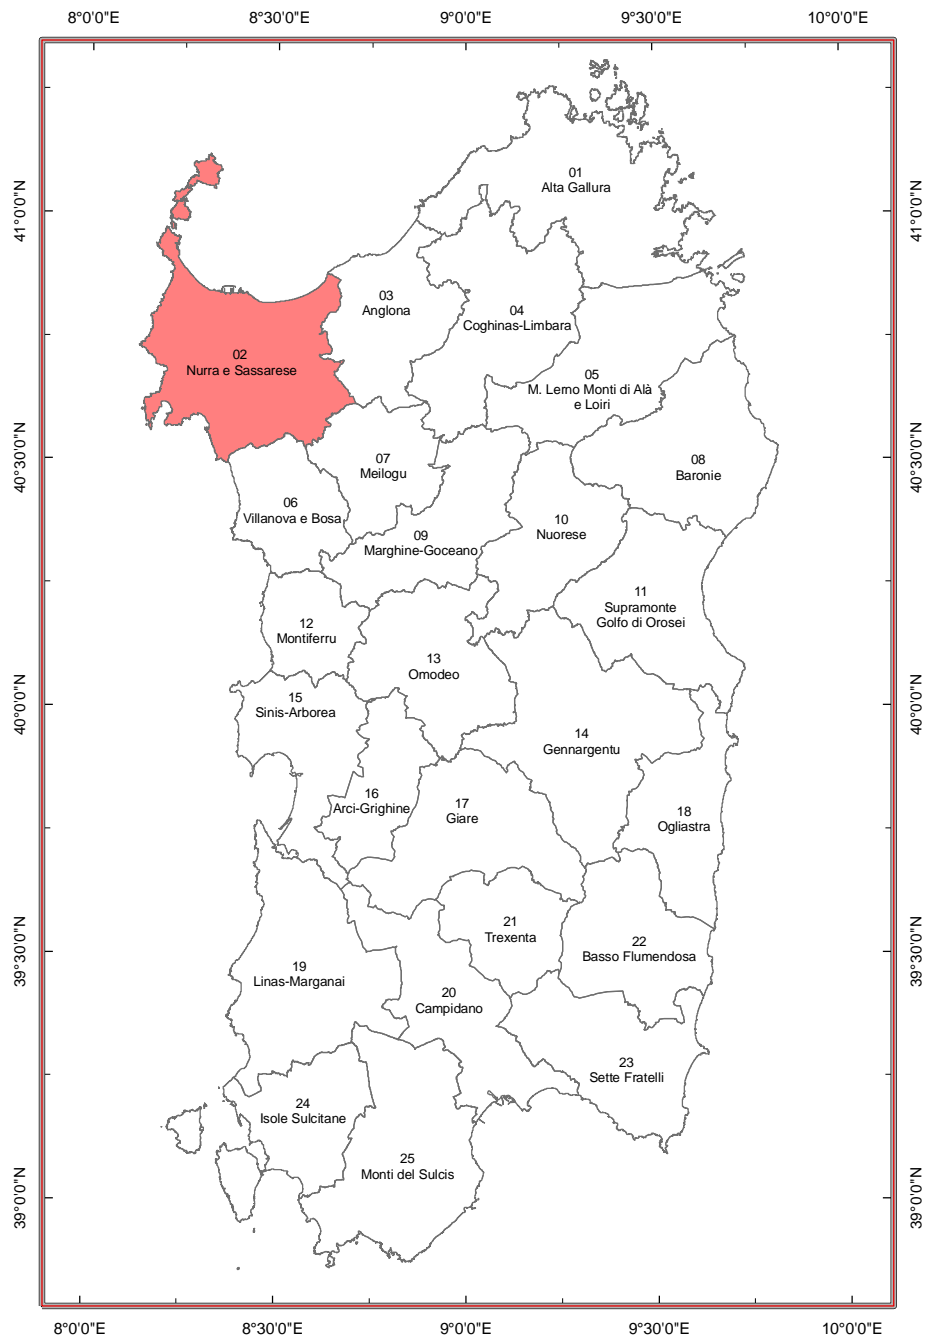 8°0'0"E 8°30'0"E 9°0'0"E 9°30'0"E 10°0'0"E
01
Alta Gallura
41°0'0"N 41°0'0"N
03
Anglona
04
Coghinas-Limbara
02
Nurra e Sassarese
05
M. Lerno Monti di Alà
e Loiri
40°30'0"N 40°30'0"N
07
Meilogu
08
Baronie
06
Villanova e Bosa
10
Nuorese
09
Marghine-Goceano
11
Supramonte
Golfo di Orosei
12
Montiferru
13
Omodeo
15
Sinis-Arborea
40°0'0"N 40°0'0"N
14
Gennargentu
16
Arci-Grighine
17
Giare
18
Ogliastra
21
Trexenta
22
Basso Flumendosa
39°30'0"N 39°30'0"N
19
Linas-Marganai
20
Campidano
23
Sette Fratelli
24
Isole Sulcitane
25
Monti del Sulcis
39°0'0"N 39°0'0"N
8°0'0"E 8°30'0"E 9°0'0"E 9°30'0"E 10°0'0"E